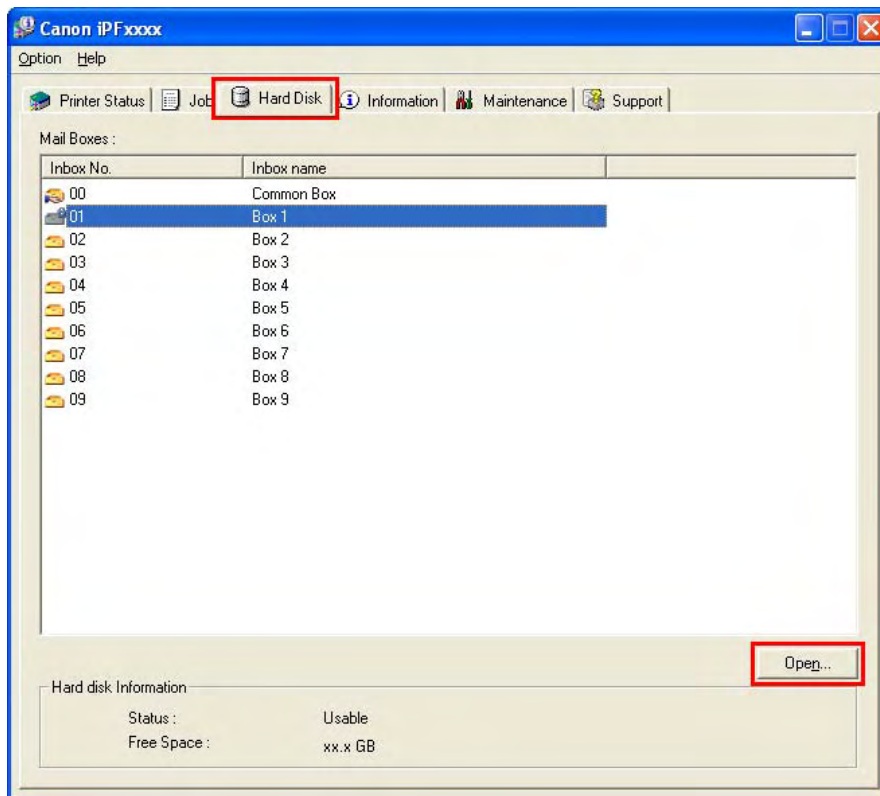 Canon iPFxxxx
Option Help
Printer Status Job Hard Disk Information Maintenance Support
Mail Boxes :
Inbox No. Inbox name
00 Common Box
01 Box 1
02 Box 2
03 Box 3
04 Box 4
05 Box 5
06 Box 6
07 Box 7
08 Box 8
09 Box 9
Open...
Hard disk Information
Status : Usable
Free Space : xx.x GB